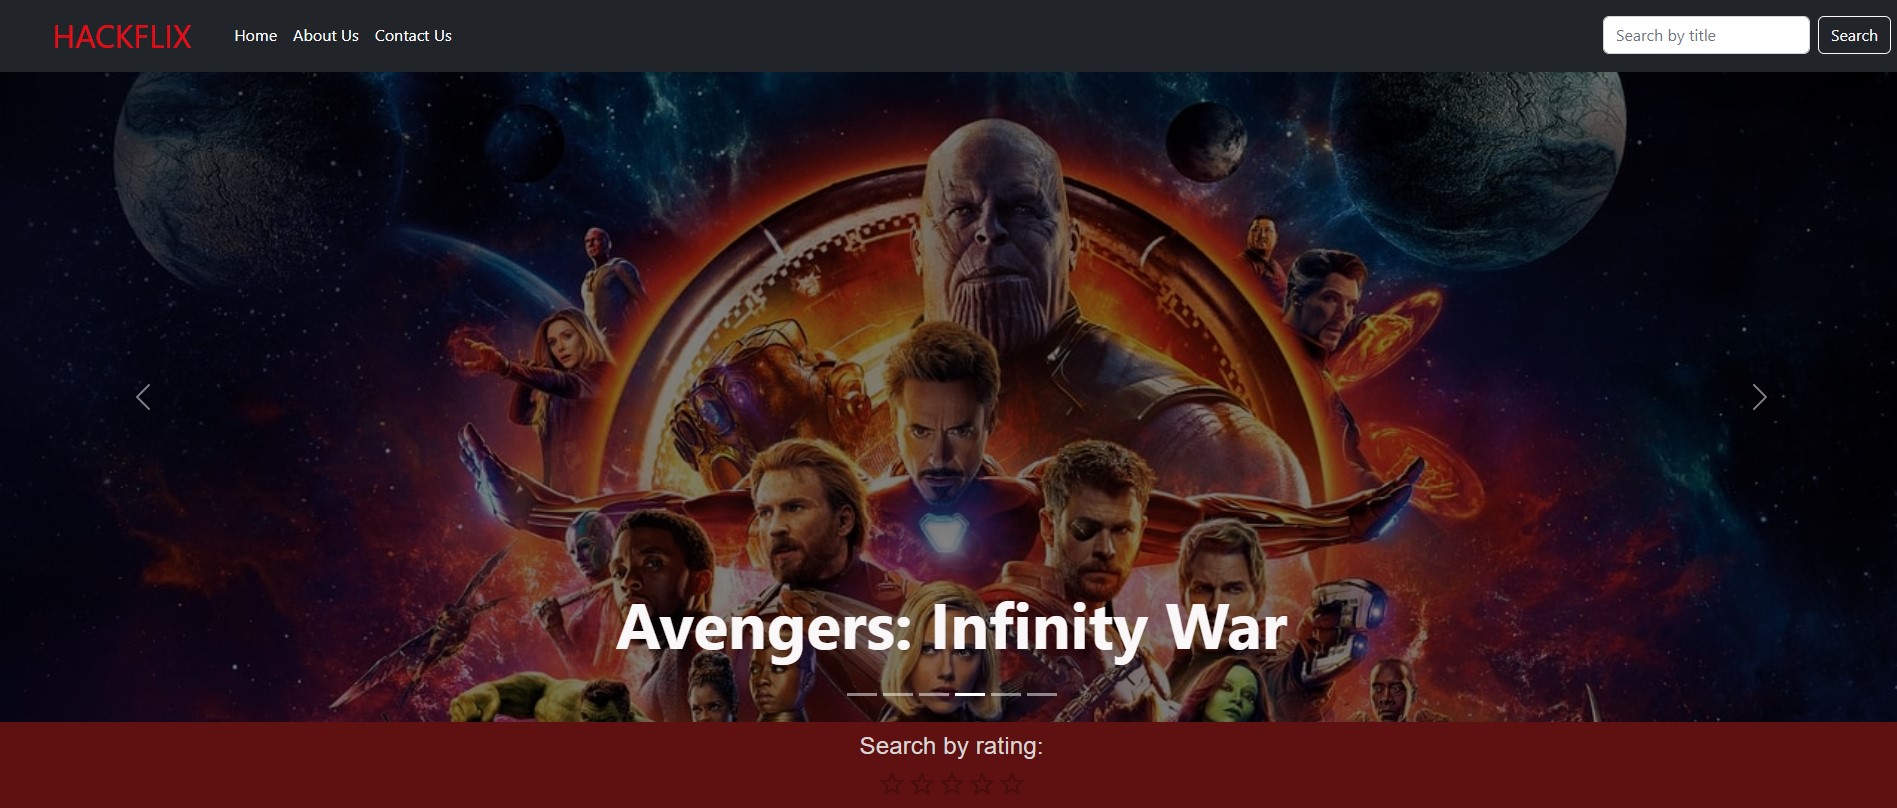 HACKFLIX Home About Us Contact Us Search by title Search
Avengers: Infinity War
Search by rating: